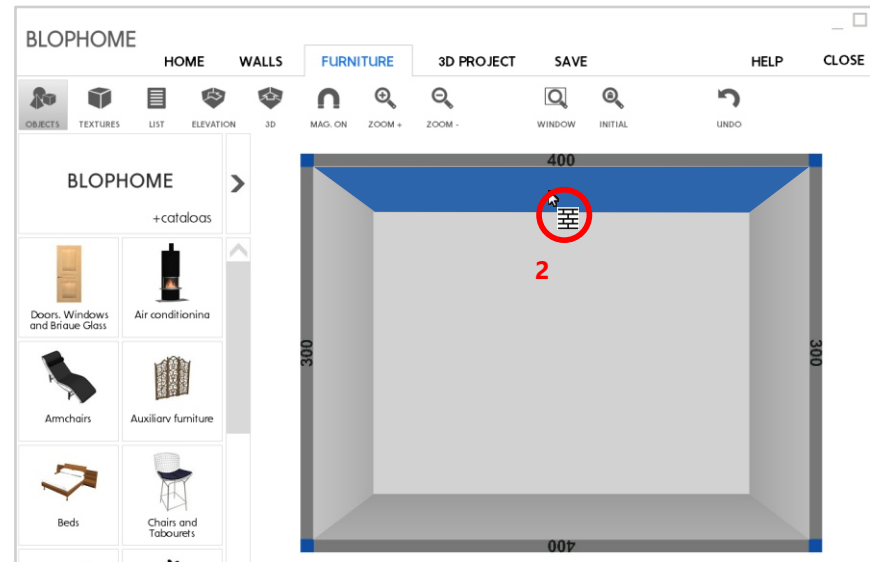 BLOPHOME
HOME WALLS FURNITURE 3D PROJECT SAVE HELP CLOSE
OBJECTS TEXTURES LIST ELEVATION 3D MAG. ON ZOOM + ZOOM - WINDOW INITIAL UNDO
BLOPHOME
+cataloas
Doors. Windows
and Briaue Glass
Air conditionina
Armchairs
Auxiliarv furniture
Beds
Chairs and
Tabourets
400
300
300
400
2